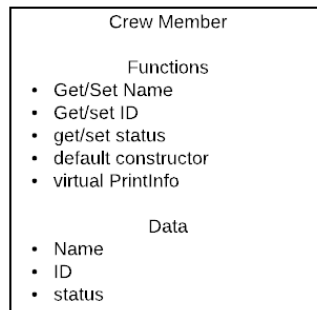 Crew Member
Functions
• Get/Set Name
• Get/set ID
• get/set status
• default constructor
• virtual PrintInfo
Data
• Name
• ID
• status